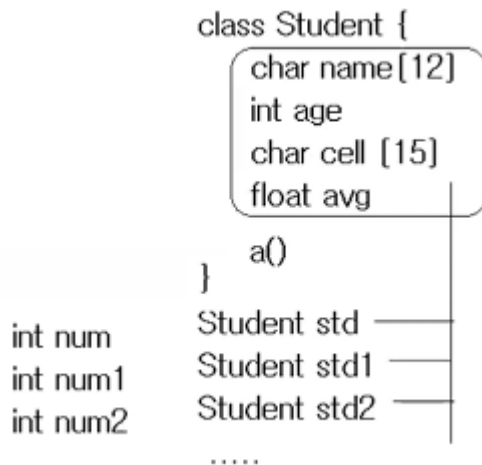 class Student {
char name[12]
int age
char cell [15]
float avg
a()
}
int num
Student std
int num1
Student std1
int num2
Student std2
.....